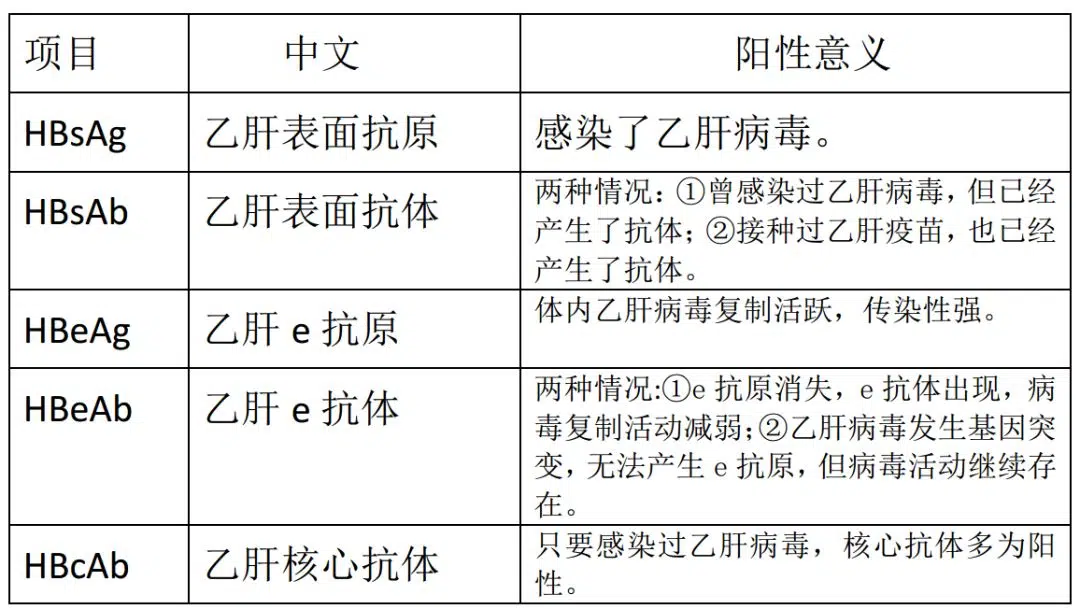 项目 中文 阳性意义
HBsAg 乙肝表面抗原 感染了乙肝病毒。
HBsAb 乙肝表面抗体 两种情况：①曾感染过乙肝病毒，但已经
产生了抗体；②接种过乙肝疫苗，也已经
产生了抗体。
HBeAg 乙肝 e 抗原 体内乙肝病毒复制活跃，传染性强。
HBeAb 乙肝 e 抗体 两种情况:①e 抗原消失，e 抗体出现，病
毒复制活动减弱;②乙肝病毒发生基因突
变，无法产生 e 抗原，但病毒活动继续存
在。
HBcAb 乙肝核心抗体 只要感染过乙肝病毒，核心抗体多为阳
性。